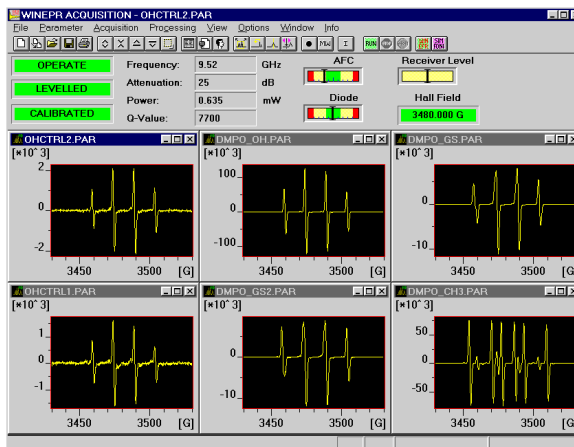 WINEPR ACQUISITION - OHCTRL2.PAR
File Parameter Acquisition Processing View Options Window Info
RUN
OPERATE
LEVELLED
CALIBRATED
Frequency: 9.52 GHz
Attenuation: 25 dB
Power: 0.635 mW
Q-Value: 7700
AFC
Receiver Level
Diode
Hall Field
3480.000 G
OHCTRL2.PAR
[*10^ 3]
2
0
-2
3450 3500 [G]
DMPO_OH.PAR
[*10^ 3]
100
0
-100
3450 3500 [G]
DMPO_GS.PAR
[*10^ 3]
0
-10
3450 3500 [G]
OHCTRL1.PAR
[*10^ 3]
1
0
-1
3450 3500 [G]
DMPO_GS2.PAR
[*10^ 3]
0
-10
3450 3500 [G]
DMPO_CH3.PAR
[*10^ 3]
50
0
-50
3450 3500 [G]